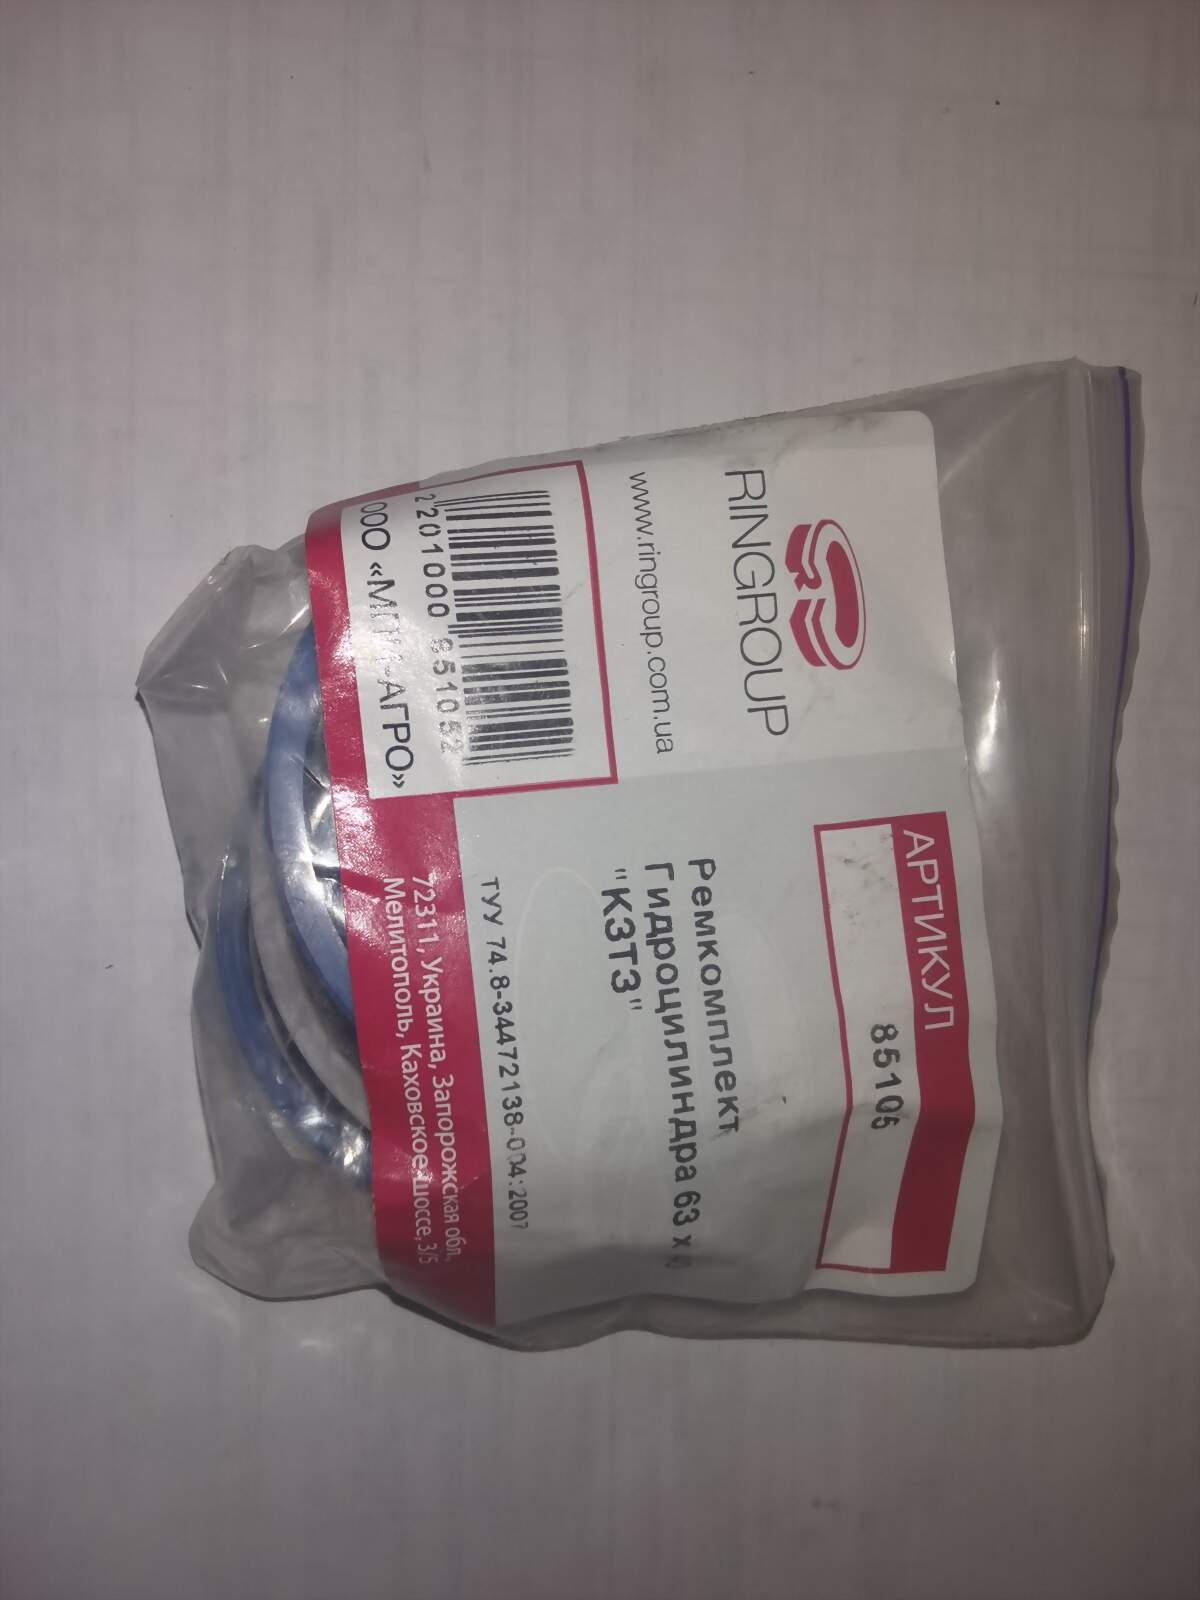 RINGROUP
www.ringroup.com.ua
2201000 851052
ООО «МПИ-АГРО»
АРТИКУЛ
85105
Ремкомплект
Гидроцилиндра 63 х
"КЗТЗ"
ТУУ 74.8-34472138-004:2007
72311, Украина, Запорожская обл.,
Мелитополь, Каховское шоссе, 3/5